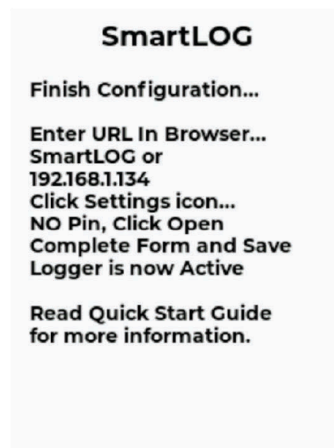 SmartLOG
Finish Configuration...
Enter URL In Browser...
SmartLOG or
192.168.1.134
Click Settings icon...
NO Pin, Click Open
Complete Form and Save
Logger is now Active
Read Quick Start Guide
for more information.